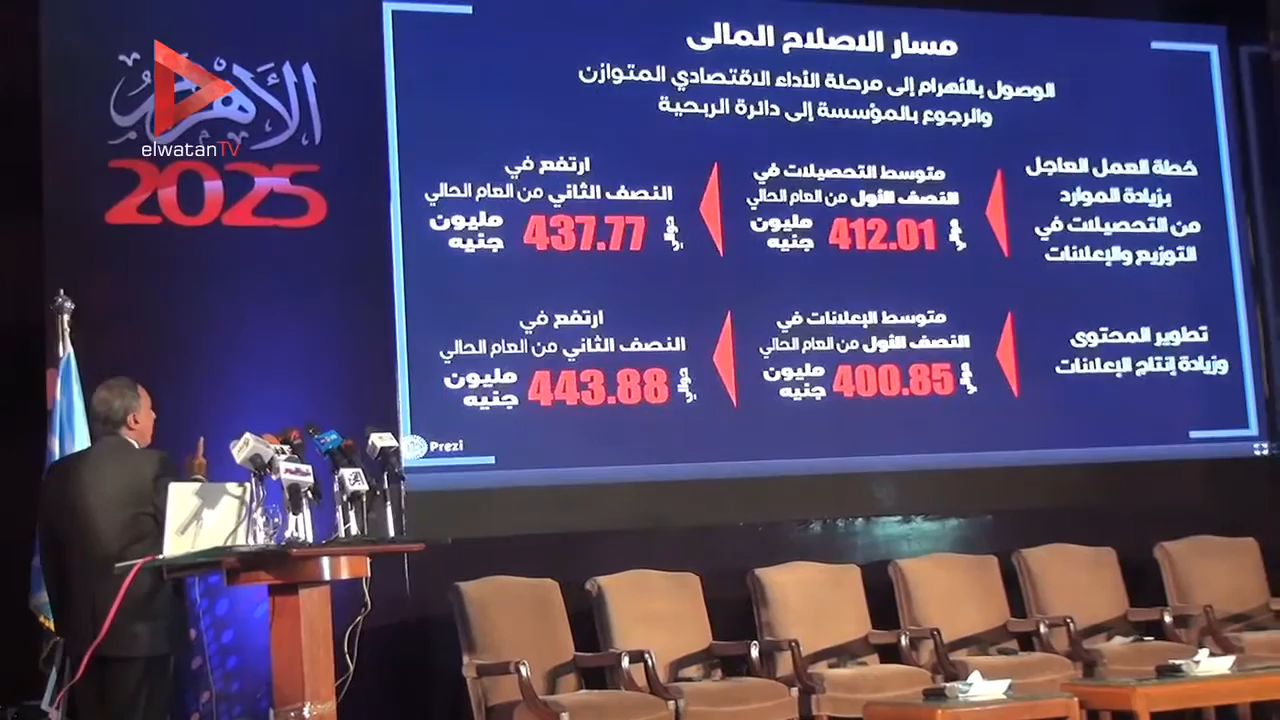 مسار الاصلاح المالى
الوصول بالأهرام إلى مرحلة الأداء الاقتصادي المتوازن
والرجوع بالمؤسسة إلى دائرة الربحية
خطة العمل العاجل
بزيادة الموارد
من التحصيلات في
التوزيع والإعلانات
متوسط التحصيلات في
النصف الأول من العام الحالي
حوالي 412.01 مليون جنيه
ارتفع في
النصف الثاني من العام الحالي
حوالي 437.77 مليون جنيه
تطوير المحتوى
وزيادة إنتاج الإعلانات
متوسط الإعلانات في
النصف الأول من العام الحالي
حوالي 400.85 مليون جنيه
ارتفع في
النصف الثاني من العام الحالي
حوالي 443.88 مليون جنيه
Prezi
الأهرام
2025
elwatanTV